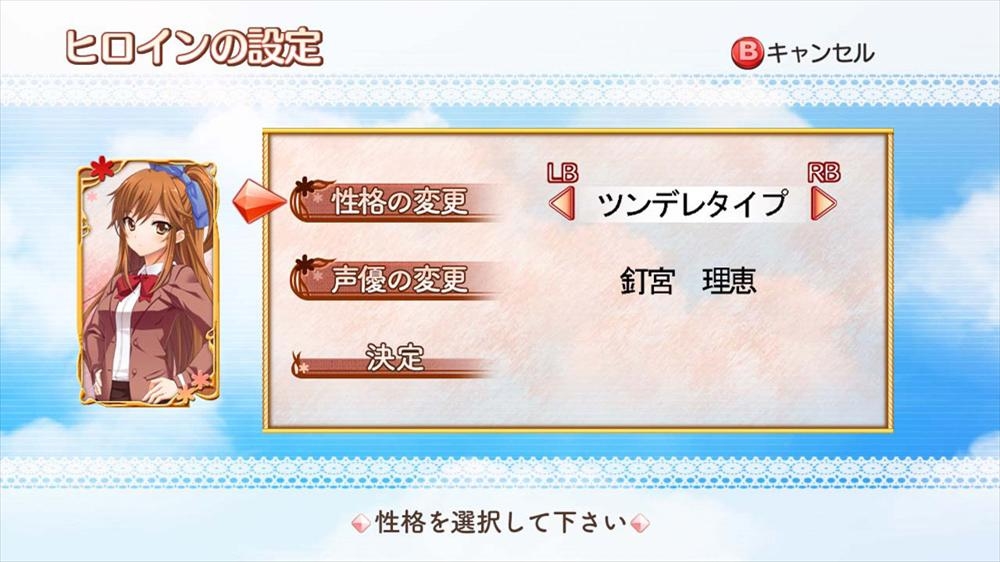 ヒロインの設定
Bキャンセル
LB
RB
性格の変更
ツンデレタイプ
声優の変更
釘宮 理恵
決定
性格を選択して下さい